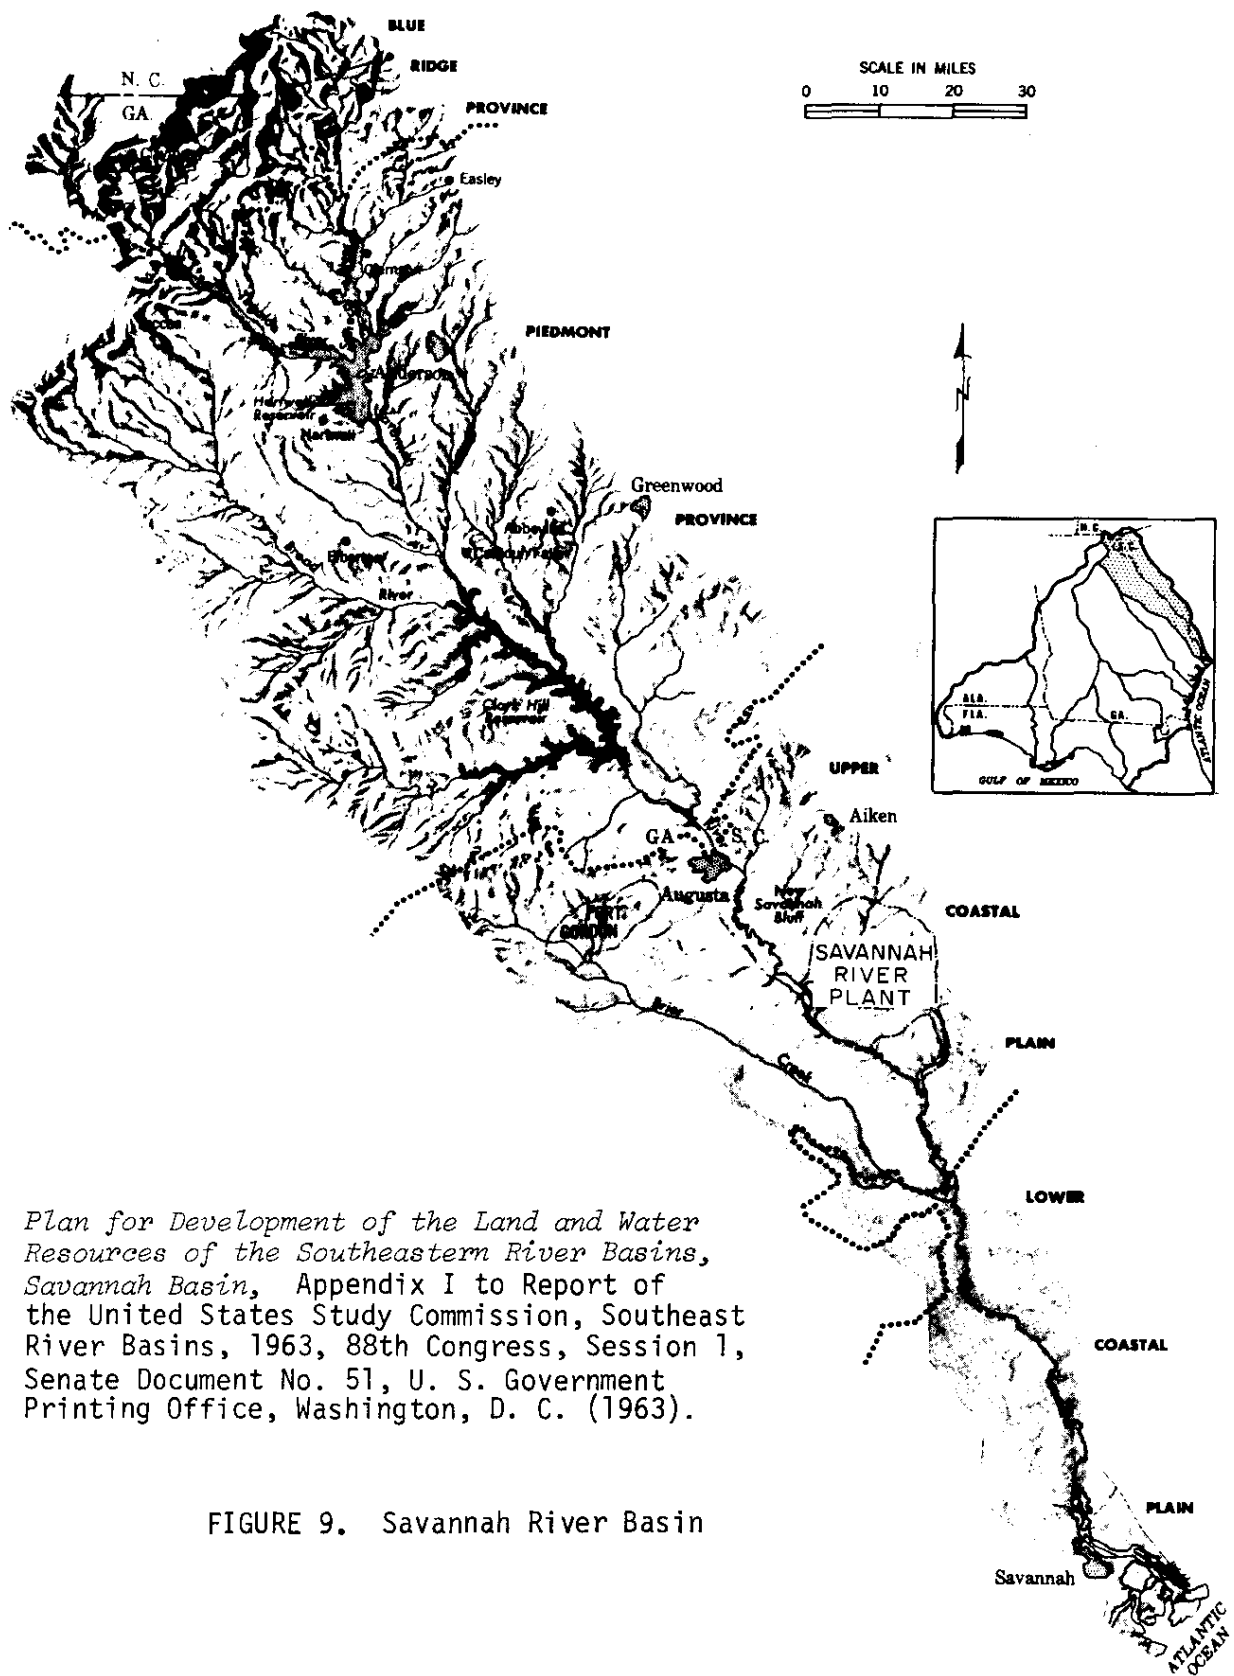 BLUE
RIDGE
PROVINCE
N. C.
GA.
SCALE IN MILES
0 10 20 30
Easley
PIEDMONT
Hartwell
Reservoir
Hartwell
Anderson
Greenwood
PROVINCE
Abbeville
Elberton
River
Clark Hill
Reservoir
N.C.
S.C.
ALA.
FLA.
GA.
ATLANTIC OCEAN
GULF OF MEXICO
UPPER
Aiken
GA
S. C.
Augusta
New
Savannah
Bluff
COASTAL
FORT
GORDON
SAVANNAH
RIVER
PLANT
Brier
Creek
PLAIN
LOWER
Plan for Development of the Land and Water
Resources of the Southeastern River Basins,
Savannah Basin, Appendix I to Report of
the United States Study Commission, Southeast
River Basins, 1963, 88th Congress, Session 1,
Senate Document No. 51, U. S. Government
Printing Office, Washington, D. C. (1963).
COASTAL
PLAIN
Savannah
ATLANTIC
OCEAN
FIGURE 9. Savannah River Basin